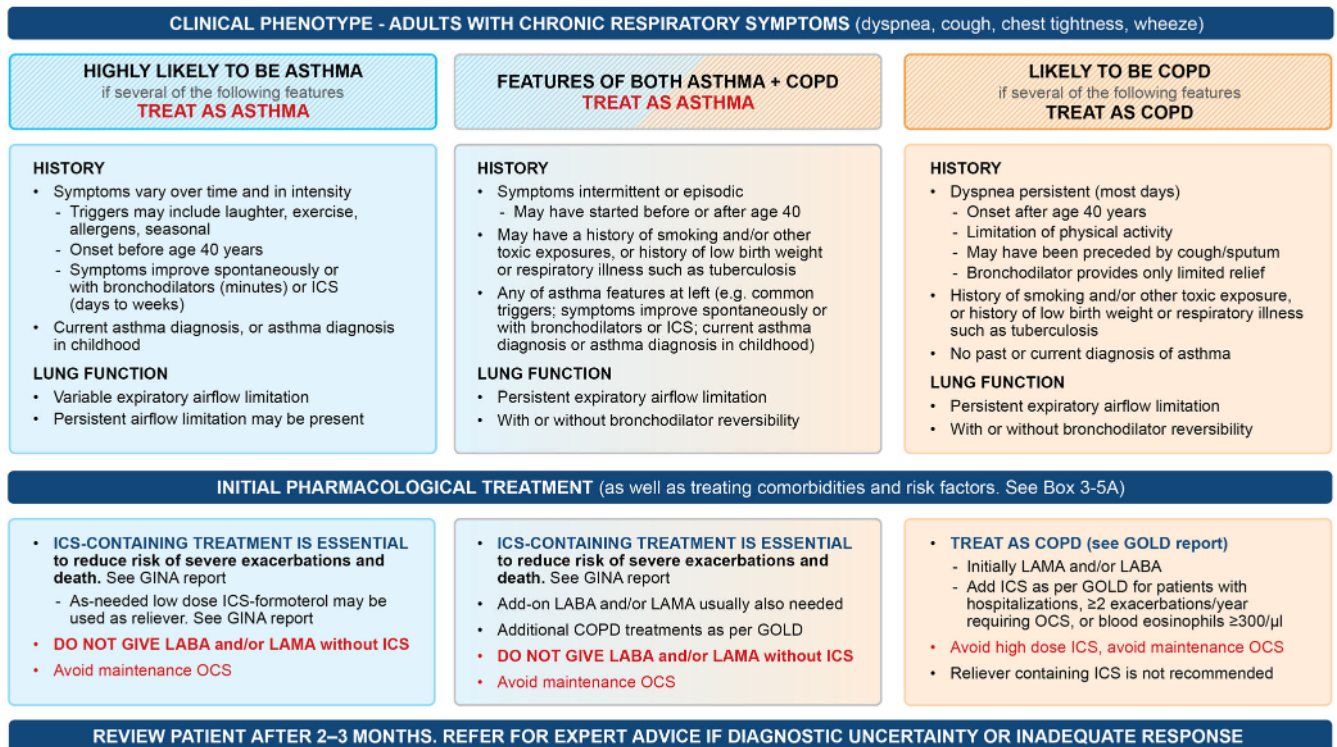 CLINICAL PHENOTYPE - ADULTS WITH CHRONIC RESPIRATORY SYMPTOMS (dyspnea, cough, chest tightness, wheeze)
HIGHLY LIKELY TO BE ASTHMA
if several of the following features
TREAT AS ASTHMA
HISTORY
• Symptoms vary over time and in intensity
- Triggers may include laughter, exercise,
allergens, seasonal
- Onset before age 40 years
- Symptoms improve spontaneously or
with bronchodilators (minutes) or ICS
(days to weeks)
• Current asthma diagnosis, or asthma diagnosis
in childhood
LUNG FUNCTION
• Variable expiratory airflow limitation
• Persistent airflow limitation may be present
FEATURES OF BOTH ASTHMA + COPD
TREAT AS ASTHMA
HISTORY
• Symptoms intermittent or episodic
- May have started before or after age 40
• May have a history of smoking and/or other
toxic exposures, or history of low birth weight
or respiratory illness such as tuberculosis
• Any of asthma features at left (e.g. common
triggers; symptoms improve spontaneously or
with bronchodilators or ICS; current asthma
diagnosis or asthma diagnosis in childhood)
LUNG FUNCTION
• Persistent expiratory airflow limitation
• With or without bronchodilator reversibility
LIKELY TO BE COPD
if several of the following features
TREAT AS COPD
HISTORY
• Dyspnea persistent (most days)
- Onset after age 40 years
- Limitation of physical activity
- May have been preceded by cough/sputum
- Bronchodilator provides only limited relief
• History of smoking and/or other toxic exposure,
or history of low birth weight or respiratory illness
such as tuberculosis
• No past or current diagnosis of asthma
LUNG FUNCTION
• Persistent expiratory airflow limitation
• With or without bronchodilator reversibility
INITIAL PHARMACOLOGICAL TREATMENT (as well as treating comorbidities and risk factors. See Box 3-5A)
• ICS-CONTAINING TREATMENT IS ESSENTIAL
to reduce risk of severe exacerbations and
death. See GINA report
- As-needed low dose ICS-formoterol may be
used as reliever. See GINA report
• DO NOT GIVE LABA and/or LAMA without ICS
• Avoid maintenance OCS
• ICS-CONTAINING TREATMENT IS ESSENTIAL
to reduce risk of severe exacerbations and
death. See GINA report
• Add-on LABA and/or LAMA usually also needed
• Additional COPD treatments as per GOLD
• DO NOT GIVE LABA and/or LAMA without ICS
• Avoid maintenance OCS
• TREAT AS COPD (see GOLD report)
- Initially LAMA and/or LABA
- Add ICS as per GOLD for patients with
hospitalizations, ≥2 exacerbations/year
requiring OCS, or blood eosinophils ≥300/µl
• Avoid high dose ICS, avoid maintenance OCS
• Reliever containing ICS is not recommended
REVIEW PATIENT AFTER 2–3 MONTHS. REFER FOR EXPERT ADVICE IF DIAGNOSTIC UNCERTAINTY OR INADEQUATE RESPONSE